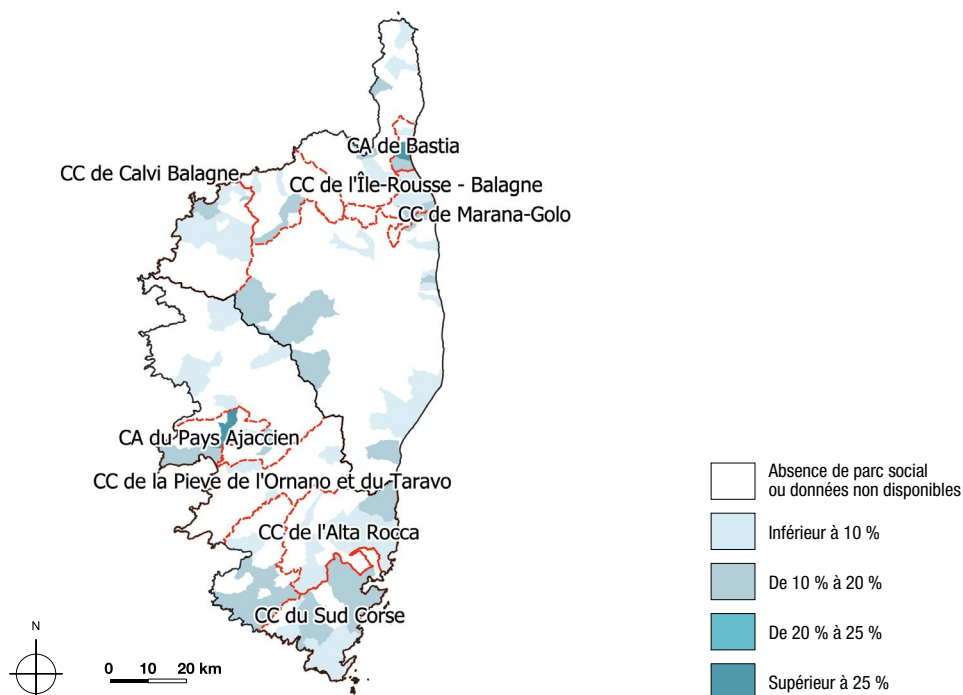 CA de Bastia
CC de Calvi Balagne
CC de l'Île-Rousse - Balagne
CC de Marana-Golo
CA du Pays Ajaccien
CC de la Pieve de l'Ornano et du Taravo
CC de l'Alta Rocca
CC du Sud Corse
N
0 10 20 km
Absence de parc social
ou données non disponibles
Inférieur à 10 %
De 10 % à 20 %
De 20 % à 25 %
Supérieur à 25 %